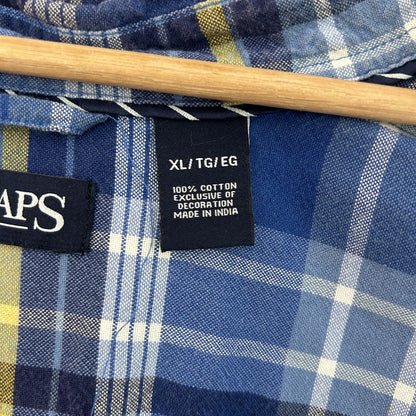 APS
XL/TG/EG
100% COTTON
EXCLUSIVE OF
DECORATION
MADE IN INDIA